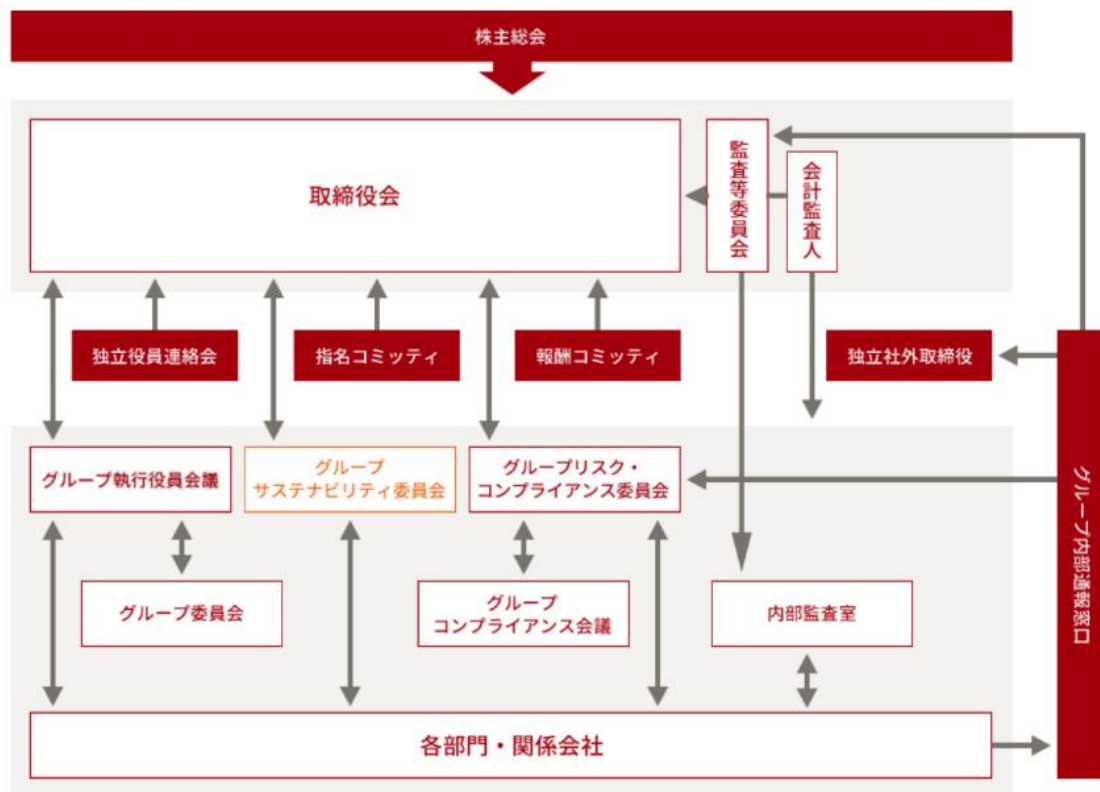 株主総会
取締役会
監査等委員会
会計監査人
独立役員連絡会
指名コミッティ
報酬コミッティ
独立社外取締役
グループ執行役員会議
グループ
サステナビリティ委員会
グループリスク・
コンプライアンス委員会
グループ内部通報窓口
グループ委員会
グループ
コンプライアンス会議
内部監査室
各部門・関係会社